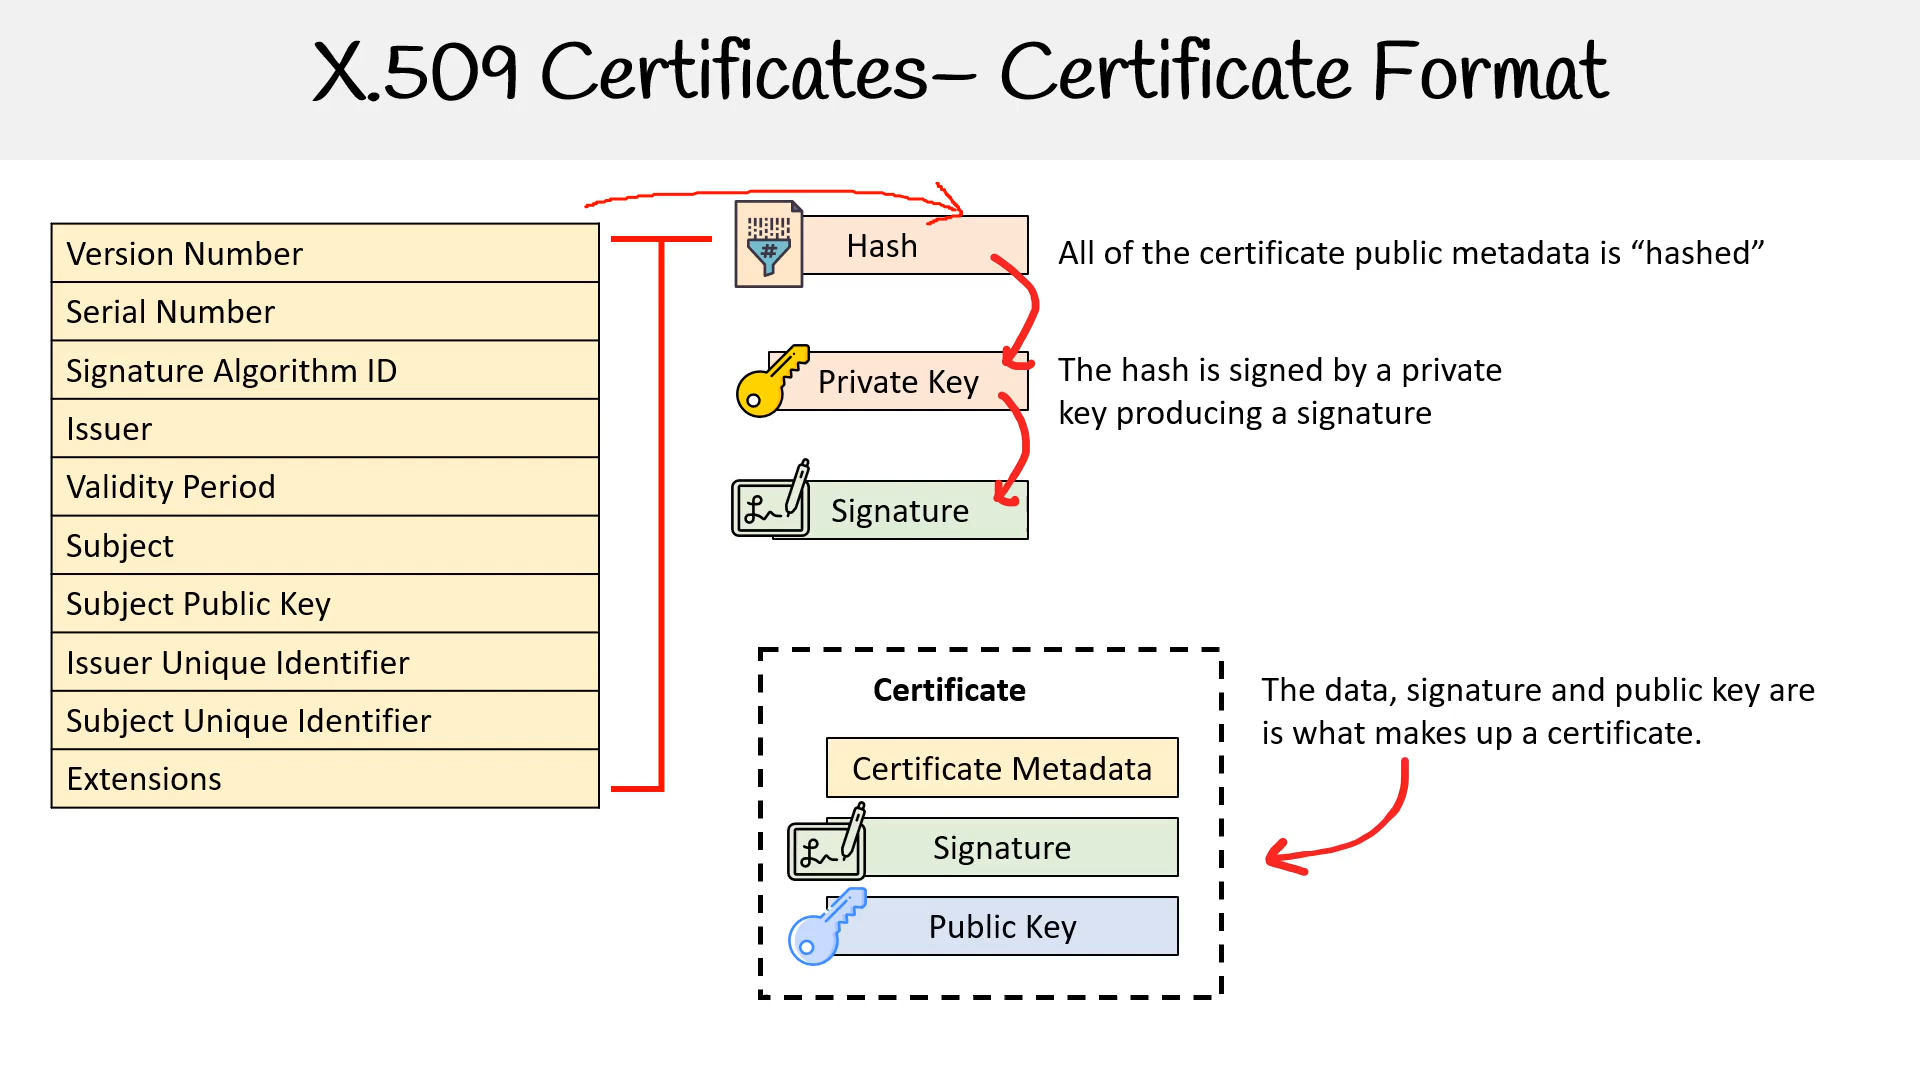 X.509 Certificates– Certificate Format
Version Number
Serial Number
Signature Algorithm ID
Issuer
Validity Period
Subject
Subject Public Key
Issuer Unique Identifier
Subject Unique Identifier
Extensions
#
Hash
All of the certificate public metadata is “hashed”
Private Key
The hash is signed by a private
key producing a signature
Signature
Certificate
Certificate Metadata
Signature
Public Key
The data, signature and public key are
is what makes up a certificate.